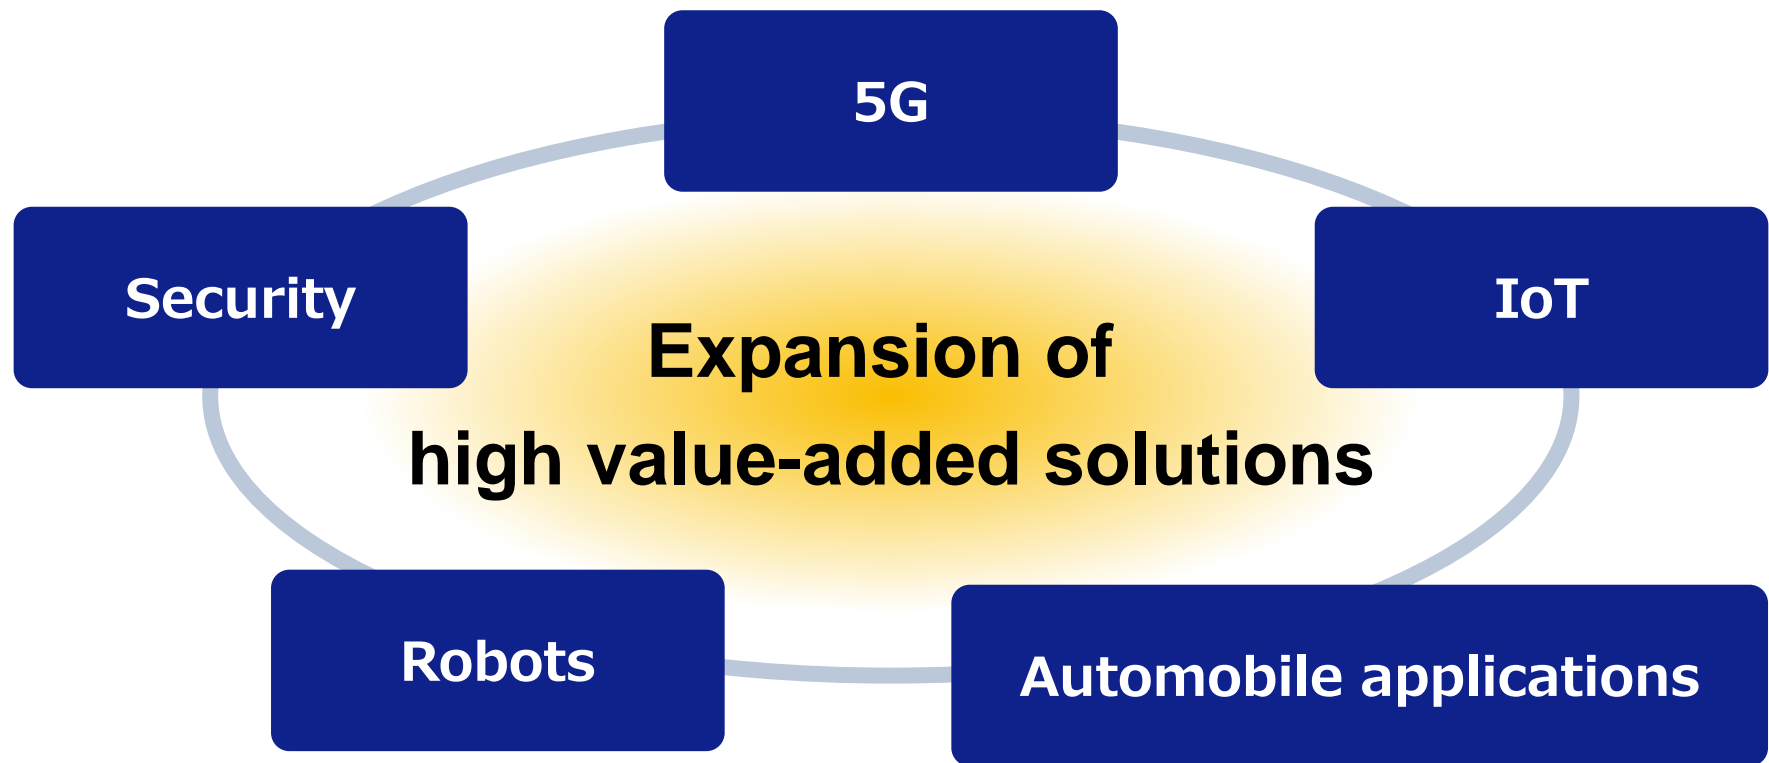 5G
Security
IoT
Expansion of
high value-added solutions
Robots
Automobile applications